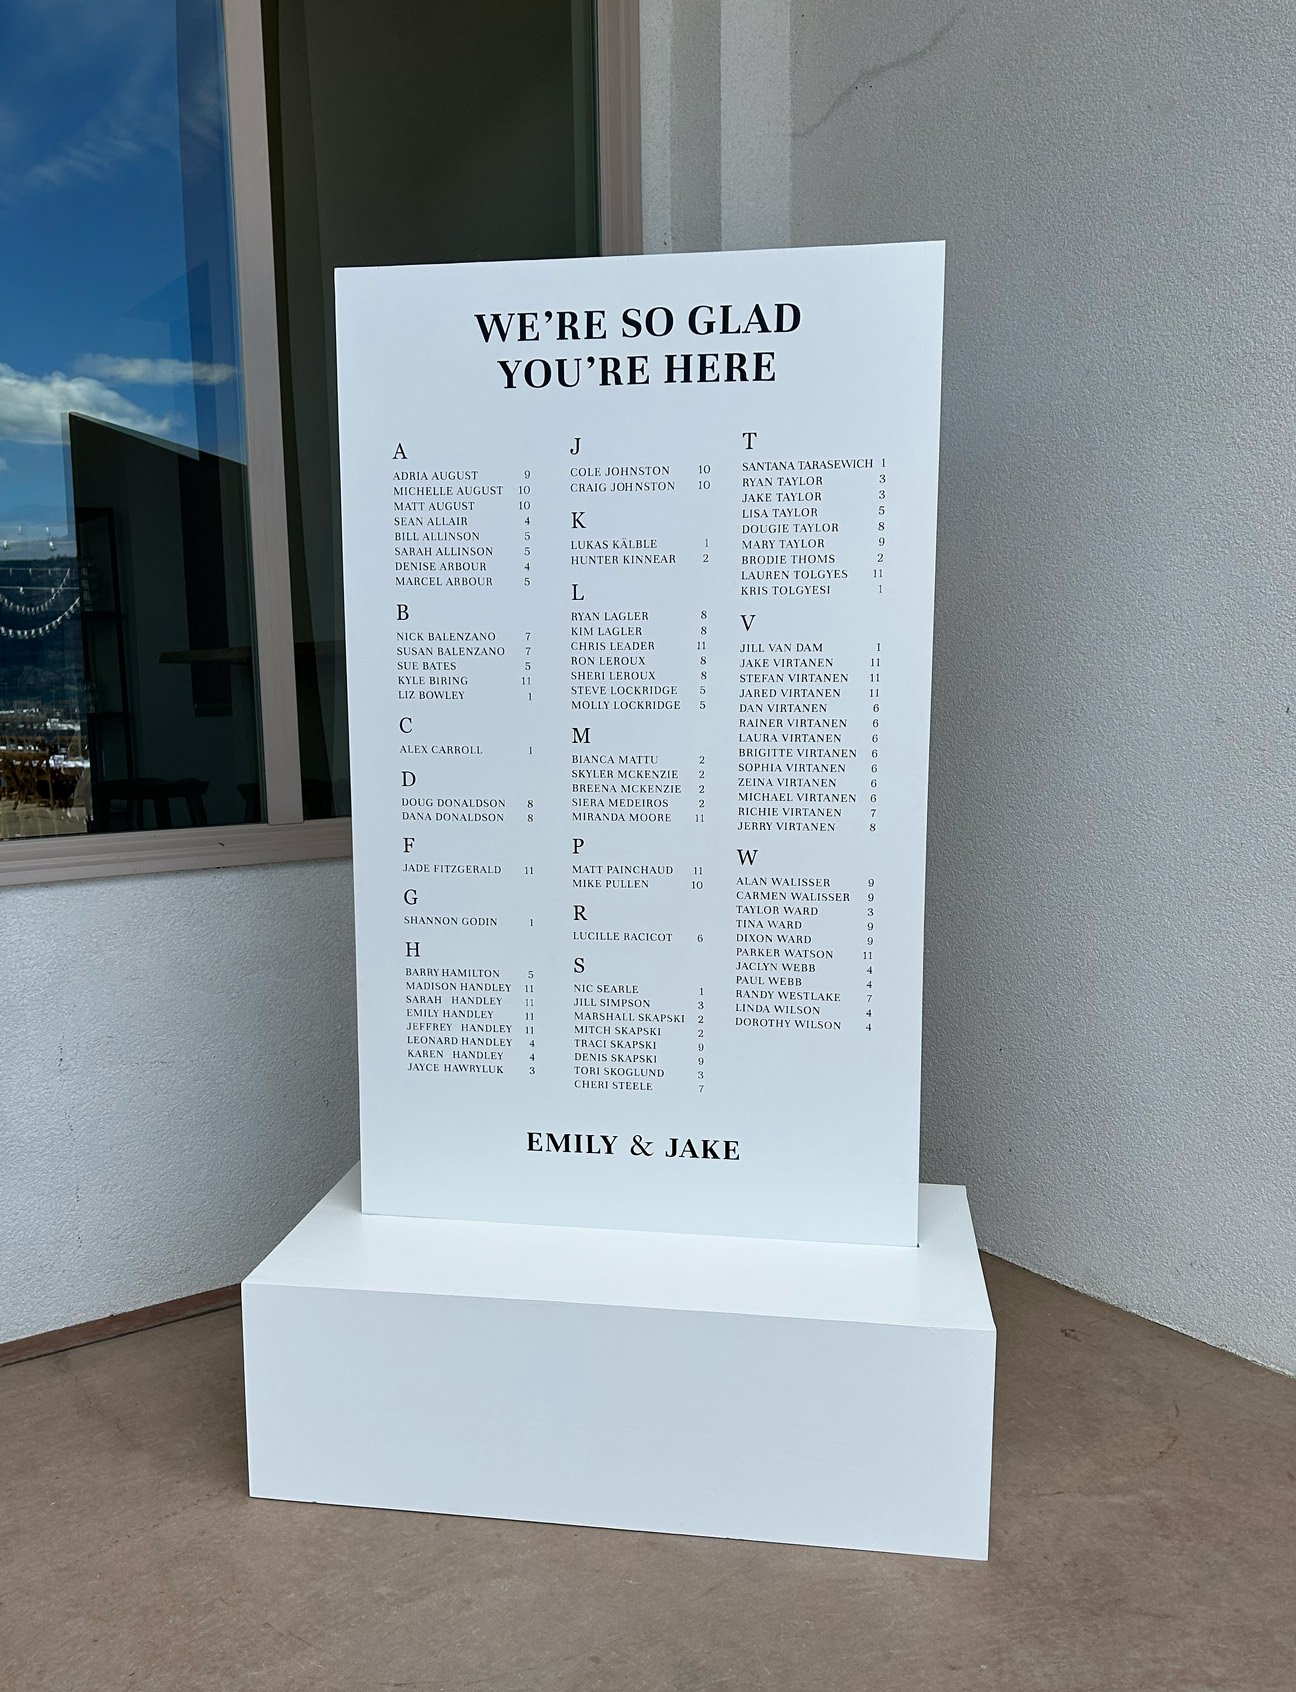 WE'RE SO GLAD
YOU'RE HERE
A
ADRIA AUGUST 9
MICHELLE AUGUST 10
MATT AUGUST 10
SEAN ALLAIR 4
BILL ALLINSON 5
SARAH ALLINSON 5
DENISE ARBOUR 4
MARCEL ARBOUR 5
B
NICK BALENZANO 7
SUSAN BALENZANO 7
SUE BATES 5
KYLE BIRING 11
LIZ BOWLEY 1
C
ALEX CARROLL 1
D
DOUG DONALDSON 8
DANA DONALDSON 8
F
JADE FITZGERALD 11
G
SHANNON GODIN 1
H
BARRY HAMILTON 5
MADISON HANDLEY 11
SARAH HANDLEY 11
EMILY HANDLEY 11
JEFFREY HANDLEY 11
LEONARD HANDLEY 4
KAREN HANDLEY 4
JAYCE HAWRYLUK 3
J
COLE JOHNSTON 10
CRAIG JOHNSTON 10
K
LUKAS KÄLBLE 1
HUNTER KINNEAR 2
L
RYAN LAGLER 8
KIM LAGLER 8
CHRIS LEADER 11
RON LEROUX 8
SHERI LEROUX 8
STEVE LOCKRIDGE 5
MOLLY LOCKRIDGE 5
M
BIANCA MATTU 2
SKYLER MCKENZIE 2
BREENA MCKENZIE 2
SIERA MEDEIROS 2
MIRANDA MOORE 11
P
MATT PAINCHAUD 11
MIKE PULLEN 10
R
LUCILLE RACICOT 6
S
NIC SEARLE 1
JILL SIMPSON 3
MARSHALL SKAPSKI 2
MITCH SKAPSKI 2
TRACI SKAPSKI 9
DENIS SKAPSKI 9
TORI SKOGLUND 3
CHERI STEELE 7
T
SANTANA TARASEWICH 1
RYAN TAYLOR 3
JAKE TAYLOR 3
LISA TAYLOR 5
DOUGIE TAYLOR 8
MARY TAYLOR 9
BRODIE THOMS 2
LAUREN TOLGYES 11
KRIS TOLGYESI 1
V
JILL VAN DAM 1
JAKE VIRTANEN 11
STEFAN VIRTANEN 11
JARED VIRTANEN 11
DAN VIRTANEN 6
RAINER VIRTANEN 6
LAURA VIRTANEN 6
BRIGITTE VIRTANEN 6
SOPHIA VIRTANEN 6
ZEINA VIRTANEN 6
MICHAEL VIRTANEN 6
RICHIE VIRTANEN 7
JERRY VIRTANEN 8
W
ALAN WALISSER 9
CARMEN WALISSER 9
TAYLOR WARD 3
TINA WARD 9
DIXON WARD 9
PARKER WATSON 11
JACLYN WEBB 4
PAUL WEBB 4
RANDY WESTLAKE 7
LINDA WILSON 4
DOROTHY WILSON 4
EMILY & JAKE